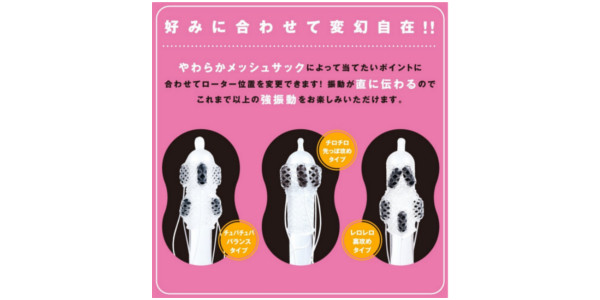 好みに合わせて変幻自在!!
やわらかメッシュサックによって当てたいポイントに
合わせてローター位置を変更できます！振動が直に伝わるので
これまで以上の強振動をお楽しみいただけます。
チロチロ
先っぽ攻め
タイプ
チュパチュパ
バランス
タイプ
レロレロ
裏攻め
タイプ